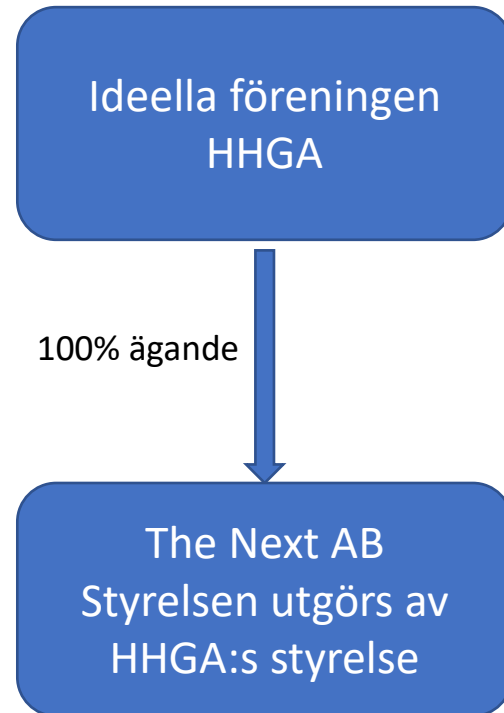 Ideella föreningen
HHGA
100% ägande
The Next AB
Styrelsen utgörs av
HHGA:s styrelse